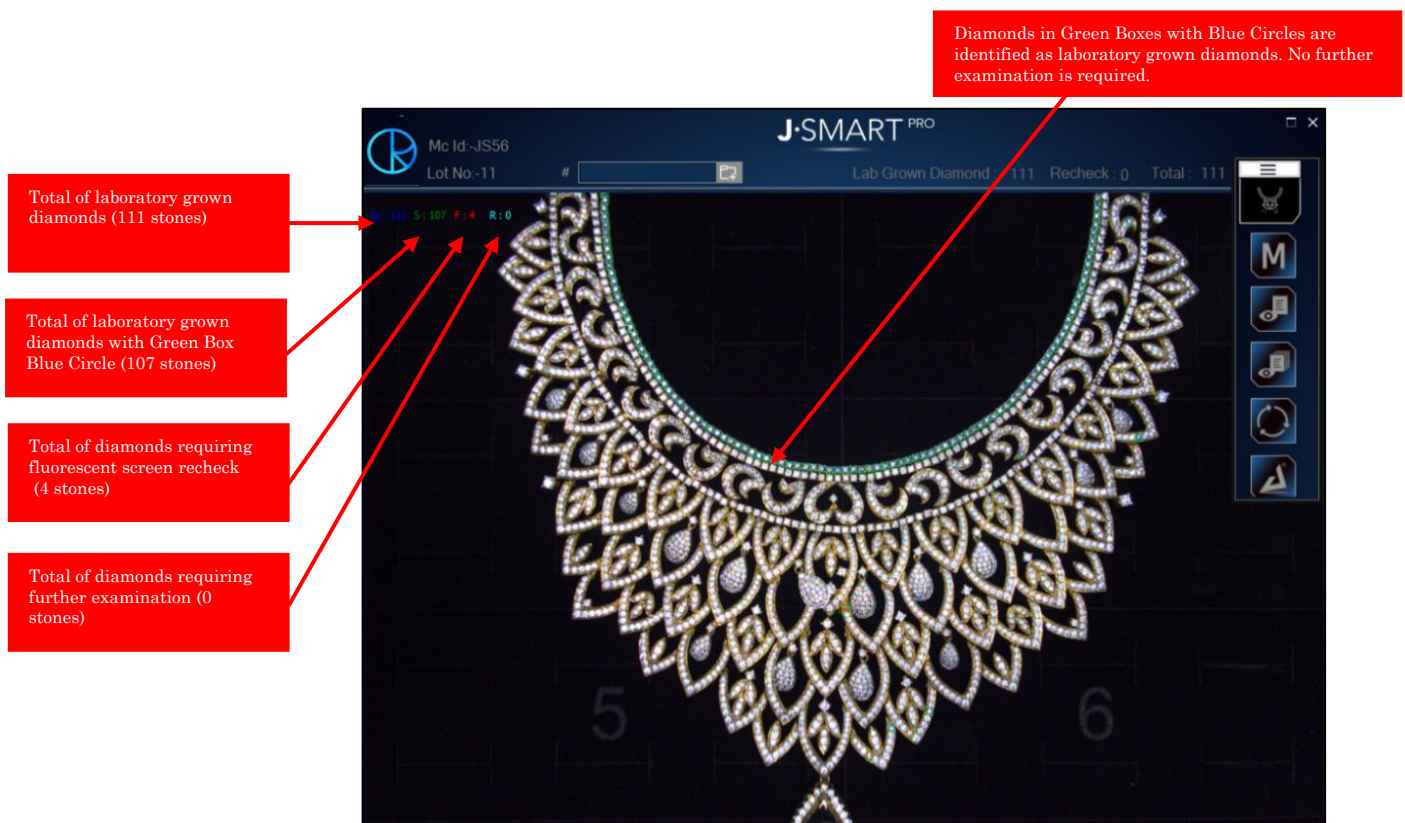 Diamonds in Green Boxes with Blue Circles are
identified as laboratory grown diamonds. No further
examination is required.
J·SMART PRO
Mc Id:-JS56
Lot No:-11
#
Lab Grown Diamond : 111 Recheck : 0 Total : 111
Total of laboratory grown
diamonds (111 stones)
S:107 F:4 R:0
M
Total of laboratory grown
diamonds with Green Box
Blue Circle (107 stones)
Total of diamonds requiring
fluorescent screen recheck
(4 stones)
Total of diamonds requiring
further examination (0
stones)
5 6